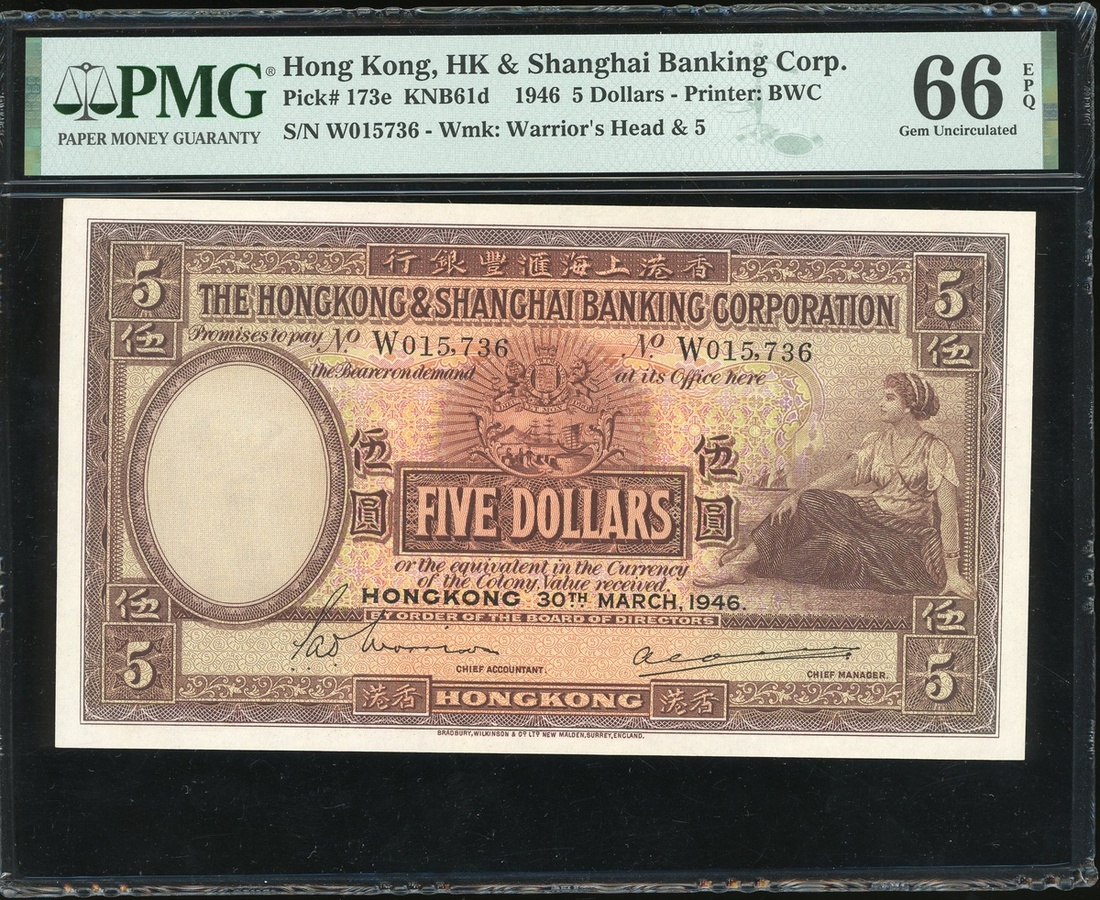 PMG®
PAPER MONEY GUARANTY
Hong Kong, HK & Shanghai Banking Corp.
Pick# 173e KNB61d 1946 5 Dollars - Printer: BWC
S/N W015736 - Wmk: Warrior's Head & 5
66 EPQ
Gem Uncirculated
行銀豐滙海上港香
5 5
THE HONGKONG & SHANGHAI BANKING CORPORATION
伍 伍
Promises to pay No W015,736 No W015,736
the Bearer on demand at its Office here
伍圓 伍圓
FIVE DOLLARS
or the equivalent in the Currency
of the Colony, Value received.
HONGKONG 30TH MARCH, 1946.
伍 伍
BY ORDER OF THE BOARD OF DIRECTORS
5 5
CHIEF ACCOUNTANT. CHIEF MANAGER.
港香 HONGKONG 港香
BRADBURY, WILKINSON & Co LTD NEW MALDEN, SURREY, ENGLAND.